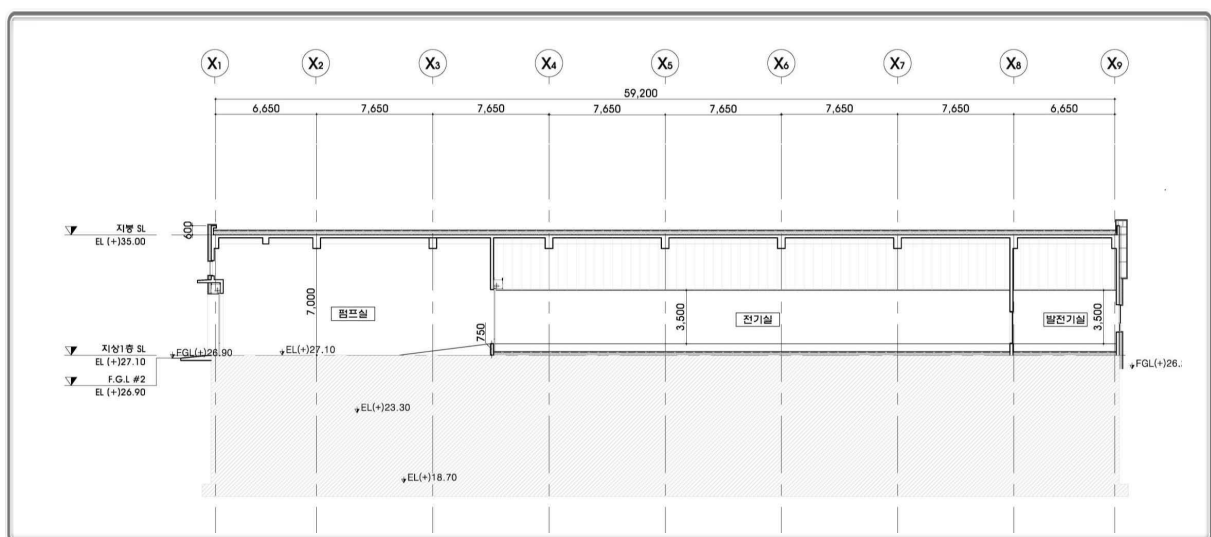 X1 X2 X3 X4 X5 X6 X7 X8 X9
59,200
6,650 7,650 7,650 7,650 7,650 7,650 7,650 6,650
지붕 SL
EL (+)35.00
600
7,000
펌프실
750
3,500
전기실
발전기실
3,500
지상1층 SL
EL (+)27.10
FGL(+)26.90
EL(+)27.10
F.G.L #2
EL (+)26.90
FGL(+)26.
EL(+)23.30
EL(+)18.70